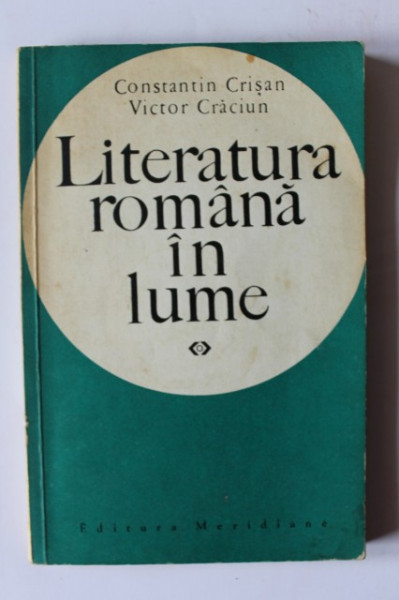 Constantin Crișan
Victor Crăciun
Literatura
română
în
lume
Editura Meridiane